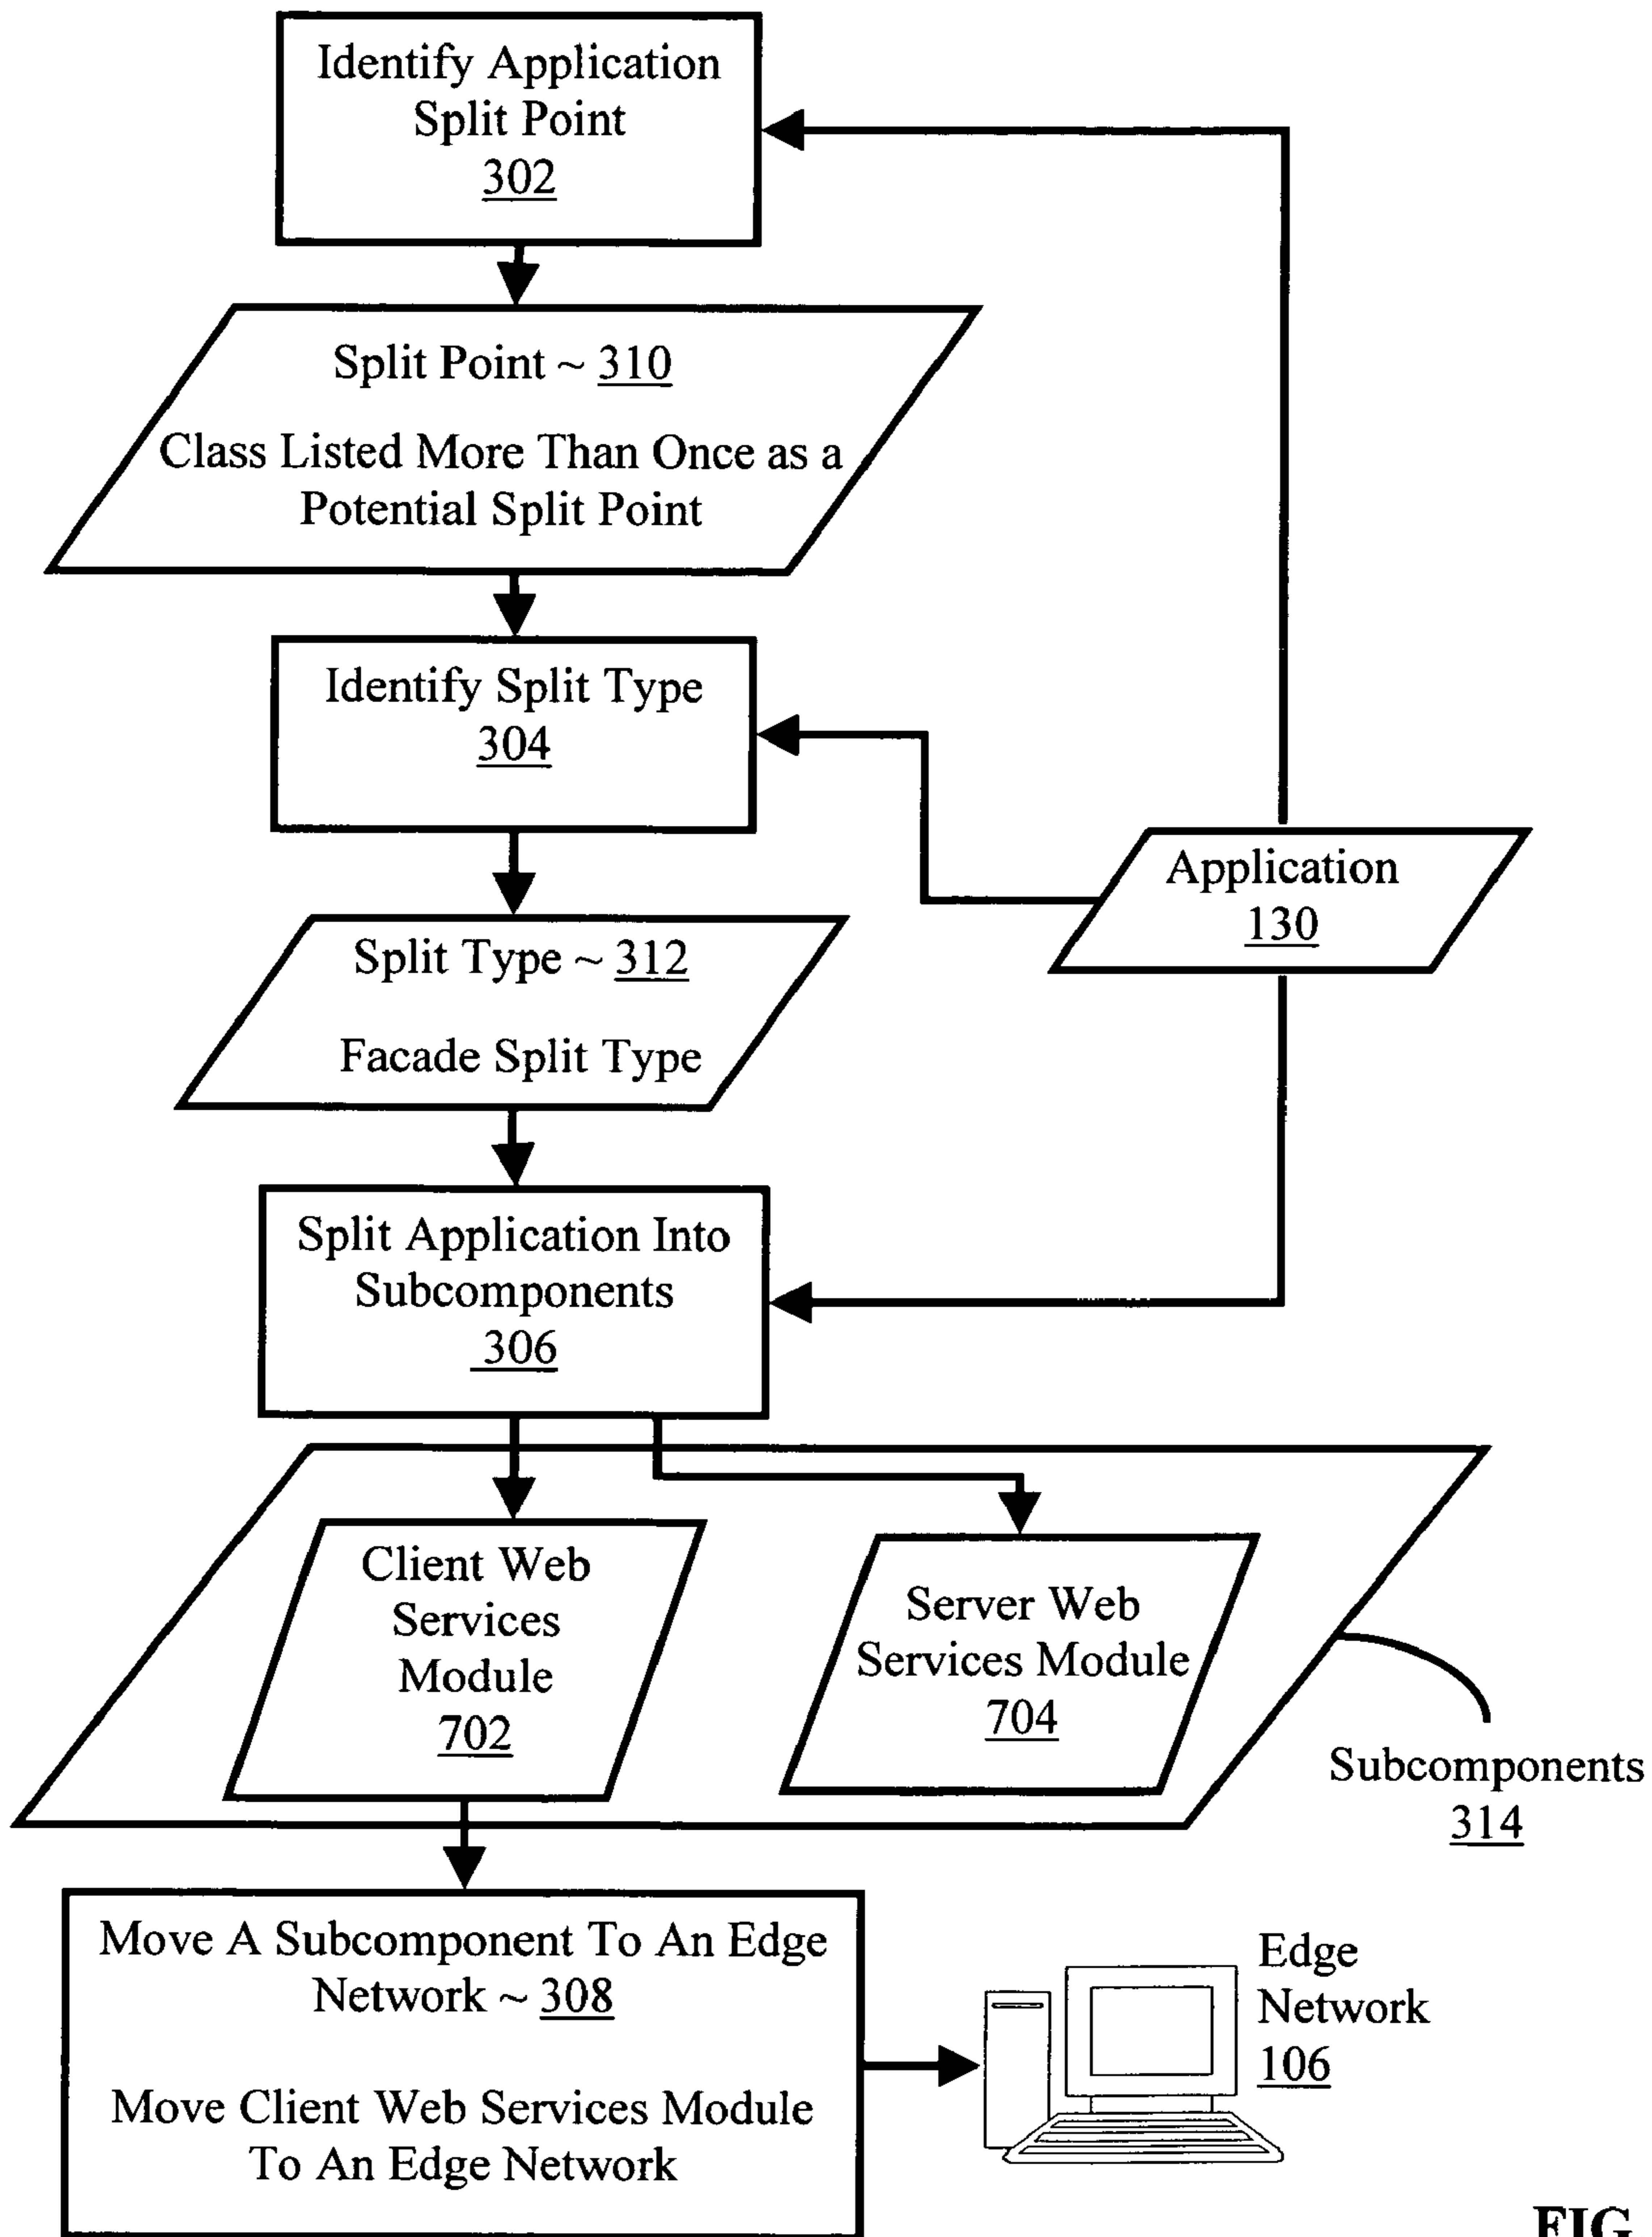 Identify Application
Split Point
302
Split Point ~ 310
Class Listed More Than Once as a
Potential Split Point
Identify Split Type
304
Application
130
Split Type ~ 312
Facade Split Type
Split Application Into
Subcomponents
306
Client Web
Services
Module
702
Server Web
Services Module
704
Subcomponents
314
Move A Subcomponent To An Edge
Network ~ 308
Move Client Web Services Module
To An Edge Network
Edge
Network
106
FIG